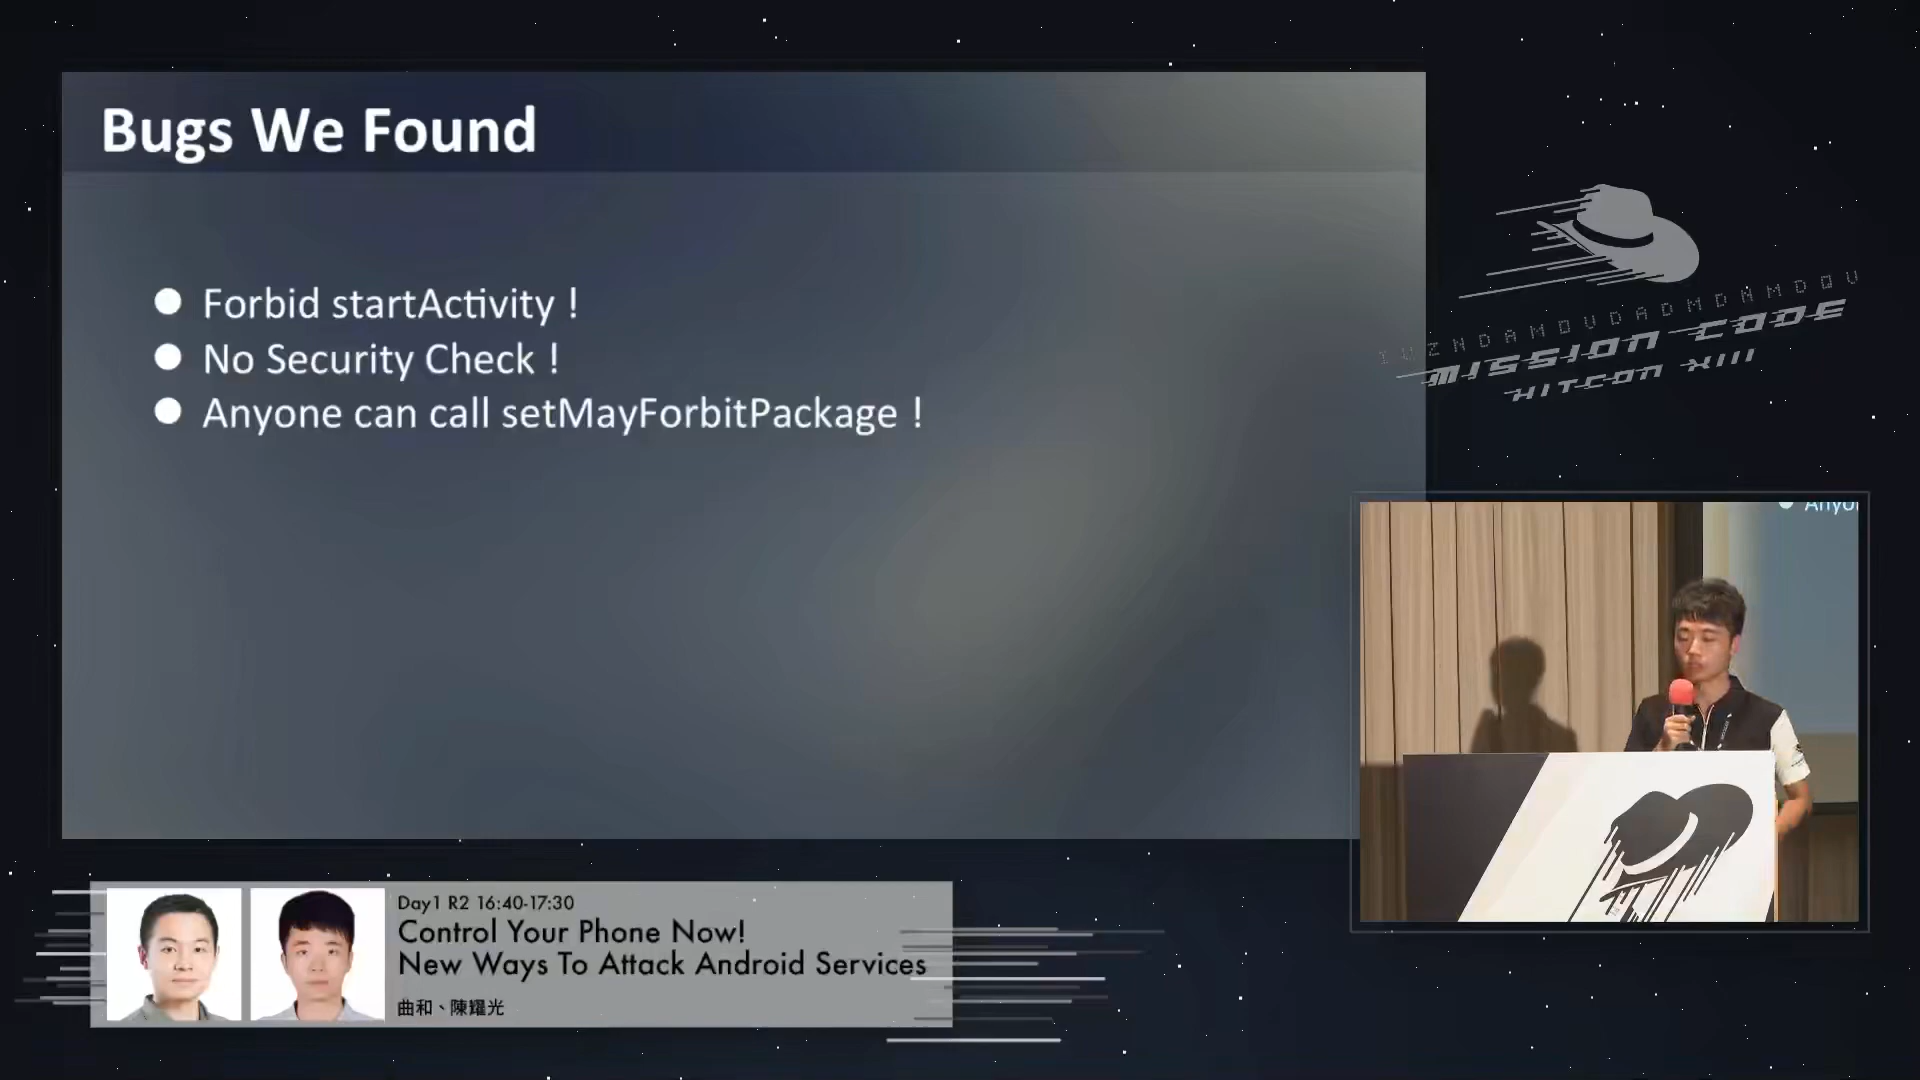 Bugs We Found
Forbid startActivity !
No Security Check !
Anyone can call setMayForbitPackage !
MISSION CODE
HITCON XIII
Day1 R2 16:40-17:30
Control Your Phone Now!
New Ways To Attack Android Services
曲和、陳耀光